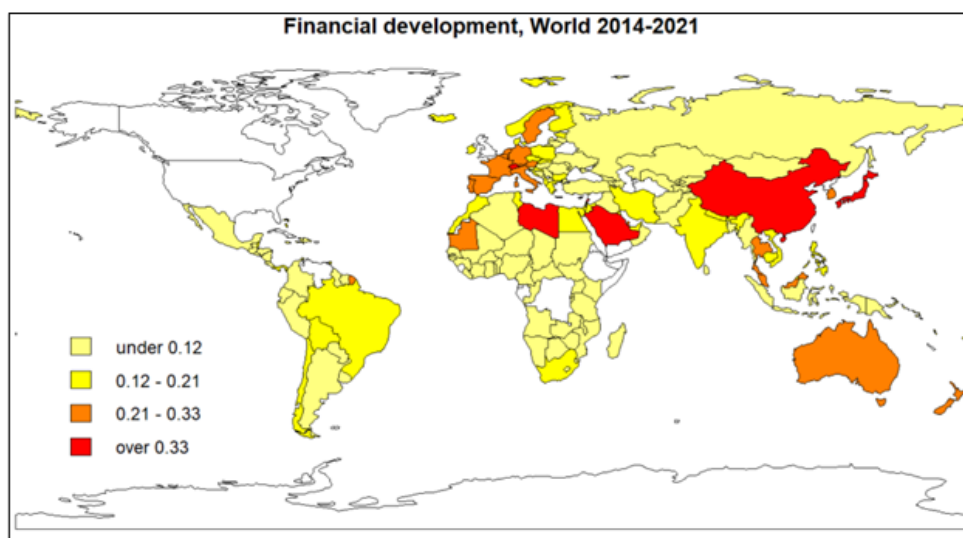 Financial development, World 2014-2021
under 0.12
0.12 - 0.21
0.21 - 0.33
over 0.33